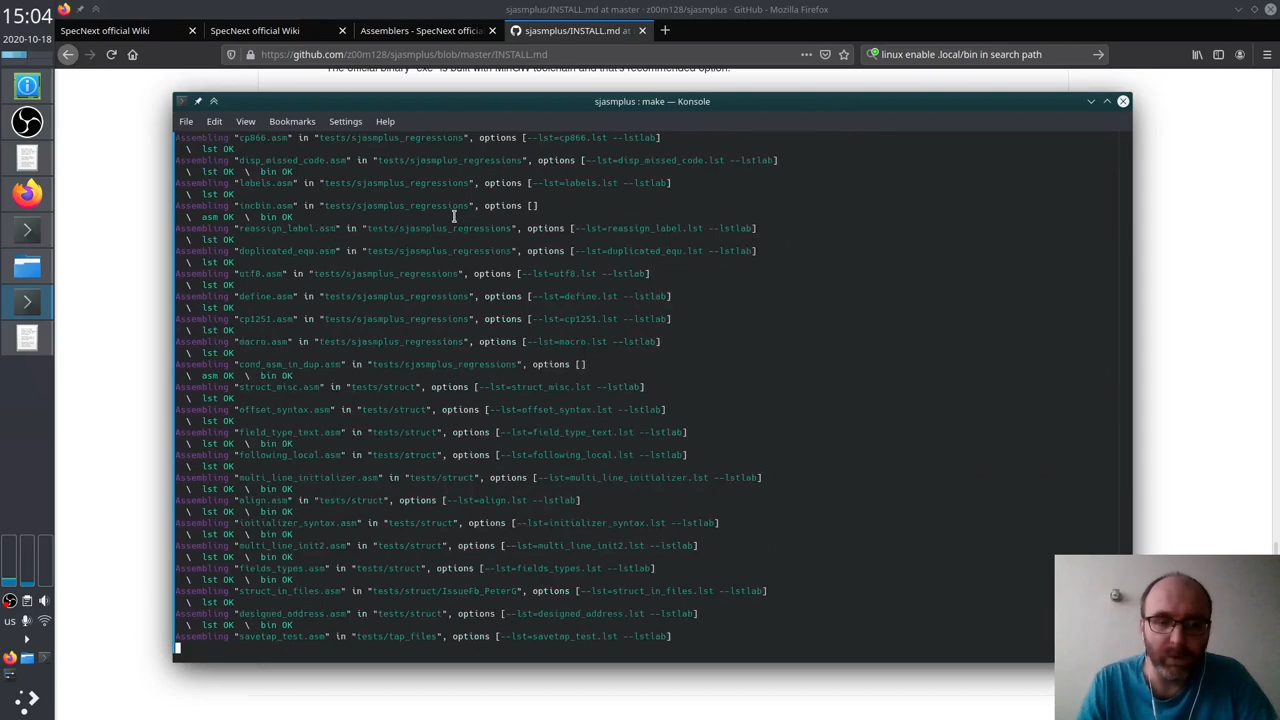 15:04
2020-10-18
us
sjasmplus/INSTALL.md at master · z00m128/sjasmplus · GitHub - Mozilla Firefox
SpecNext official Wiki
SpecNext official Wiki
Assemblers - SpecNext official
sjasmplus/INSTALL.md at
https://github.com/z00m128/sjasmplus/blob/master/INSTALL.md
linux enable .local/bin in search path
The official binary "exe" is built with MinGW toolchain and that's recommended option.
sjasmplus : make — Konsole
File Edit View Bookmarks Settings Help
Assembling "cp866.asm" in "tests/sjasmplus_regressions", options [--lst=cp866.lst --lstlab]
\ lst OK
Assembling "disp_missed_code.asm" in "tests/sjasmplus_regressions", options [--lst=disp_missed_code.lst --lstlab]
\ lst OK \ bin OK
Assembling "labels.asm" in "tests/sjasmplus_regressions", options [--lst=labels.lst --lstlab]
\ lst OK
Assembling "incbin.asm" in "tests/sjasmplus_regressions", options []
\ asm OK \ bin OK
Assembling "reassign_label.asm" in "tests/sjasmplus_regressions", options [--lst=reassign_label.lst --lstlab]
\ lst OK
Assembling "duplicated_equ.asm" in "tests/sjasmplus_regressions", options [--lst=duplicated_equ.lst --lstlab]
\ lst OK
Assembling "utf8.asm" in "tests/sjasmplus_regressions", options [--lst=utf8.lst --lstlab]
\ lst OK
Assembling "define.asm" in "tests/sjasmplus_regressions", options [--lst=define.lst --lstlab]
\ lst OK
Assembling "cp1251.asm" in "tests/sjasmplus_regressions", options [--lst=cp1251.lst --lstlab]
\ lst OK
Assembling "macro.asm" in "tests/sjasmplus_regressions", options [--lst=macro.lst --lstlab]
\ lst OK
Assembling "cond_asm_in_dup.asm" in "tests/sjasmplus_regressions", options []
\ asm OK \ bin OK
Assembling "struct_misc.asm" in "tests/struct", options [--lst=struct_misc.lst --lstlab]
\ lst OK
Assembling "offset_syntax.asm" in "tests/struct", options [--lst=offset_syntax.lst --lstlab]
\ lst OK
Assembling "field_type_text.asm" in "tests/struct", options [--lst=field_type_text.lst --lstlab]
\ lst OK \ bin OK
Assembling "following_local.asm" in "tests/struct", options [--lst=following_local.lst --lstlab]
\ lst OK
Assembling "multi_line_initializer.asm" in "tests/struct", options [--lst=multi_line_initializer.lst --lstlab]
\ lst OK \ bin OK
Assembling "align.asm" in "tests/struct", options [--lst=align.lst --lstlab]
\ lst OK \ bin OK
Assembling "initializer_syntax.asm" in "tests/struct", options [--lst=initializer_syntax.lst --lstlab]
\ lst OK \ bin OK
Assembling "multi_line_init2.asm" in "tests/struct", options [--lst=multi_line_init2.lst --lstlab]
\ lst OK \ bin OK
Assembling "fields_types.asm" in "tests/struct", options [--lst=fields_types.lst --lstlab]
\ lst OK \ bin OK
Assembling "struct_in_files.asm" in "tests/struct/IssueFb_PeterG", options [--lst=struct_in_files.lst --lstlab]
\ lst OK
Assembling "designed_address.asm" in "tests/struct", options [--lst=designed_address.lst --lstlab]
\ lst OK \ bin OK
Assembling "savetap_test.asm" in "tests/tap_files", options [--lst=savetap_test.lst --lstlab]